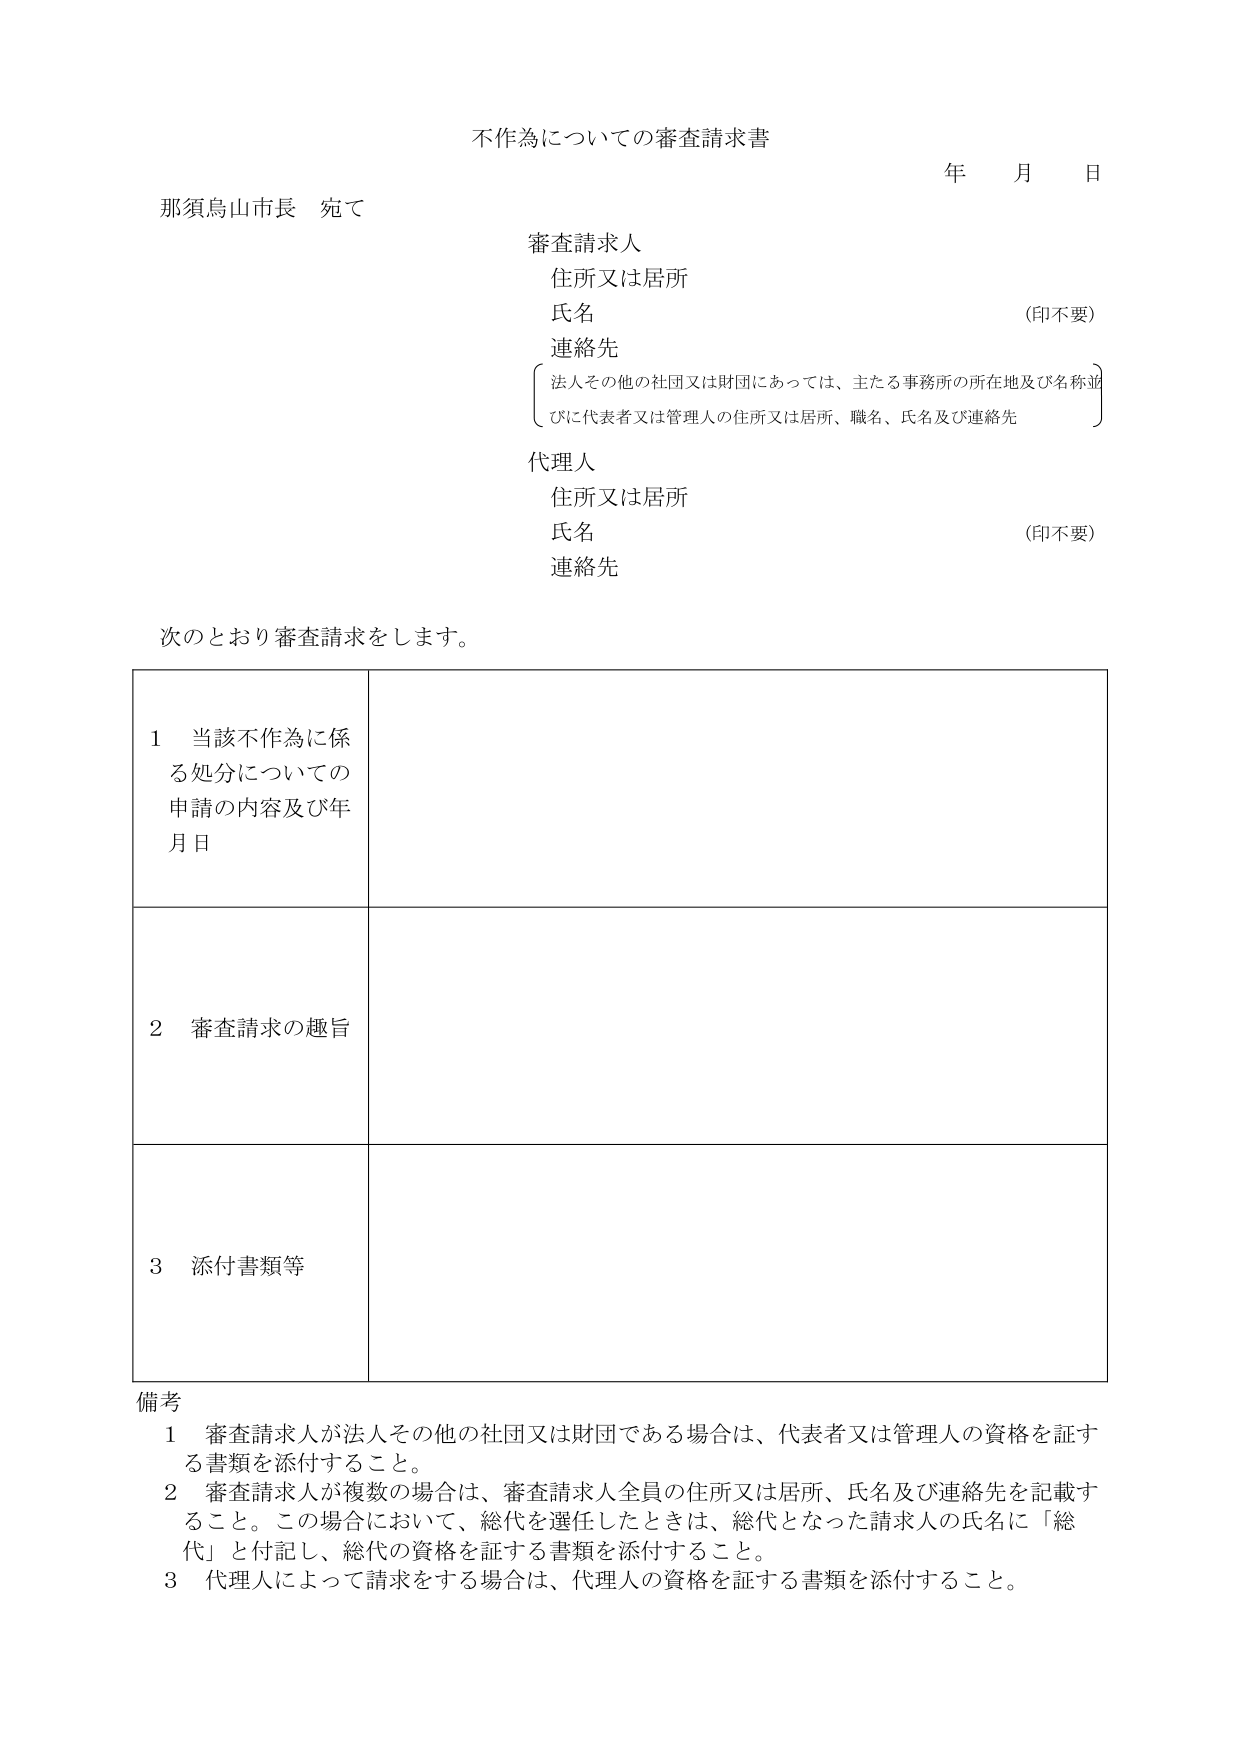 不作為についての審査請求書
年　　月　　日
那須烏山市長　宛て
審査請求人
住所又は居所
氏名　（印不要）
連絡先
法人その他の社団又は財団にあっては、主たる事務所の所在地及び名称並
びに代表者又は管理人の住所又は居所、職名、氏名及び連絡先
代理人
住所又は居所
氏名　（印不要）
連絡先
次のとおり審査請求をします。
１　当該不作為に係
る処分についての
申請の内容及び年
月日
２　審査請求の趣旨
３　添付書類等
備考
１　審査請求人が法人その他の社団又は財団である場合は、代表者又は管理人の資格を証す
る書類を添付すること。
２　審査請求人が複数の場合は、審査請求人全員の住所又は居所、氏名及び連絡先を記載す
ること。この場合において、総代を選任したときは、総代となった請求人の氏名に「総
代」と付記し、総代の資格を証する書類を添付すること。
３　代理人によって請求をする場合は、代理人の資格を証する書類を添付すること。